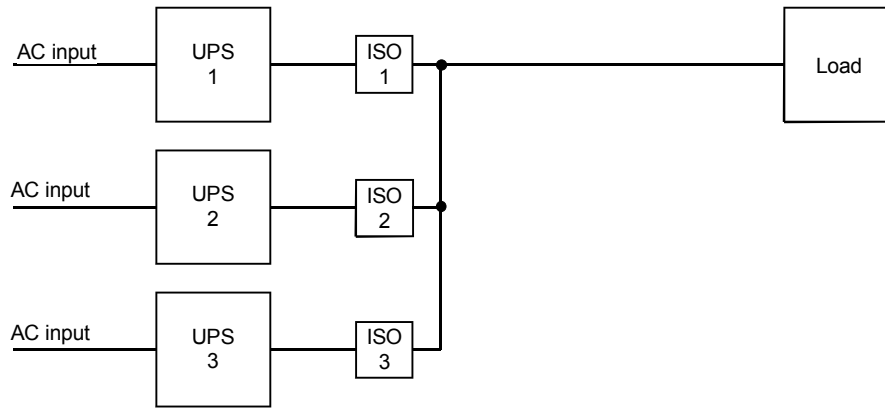 AC input
UPS
1
ISO
1
Load
AC input
UPS
2
ISO
2
AC input
UPS
3
ISO
3